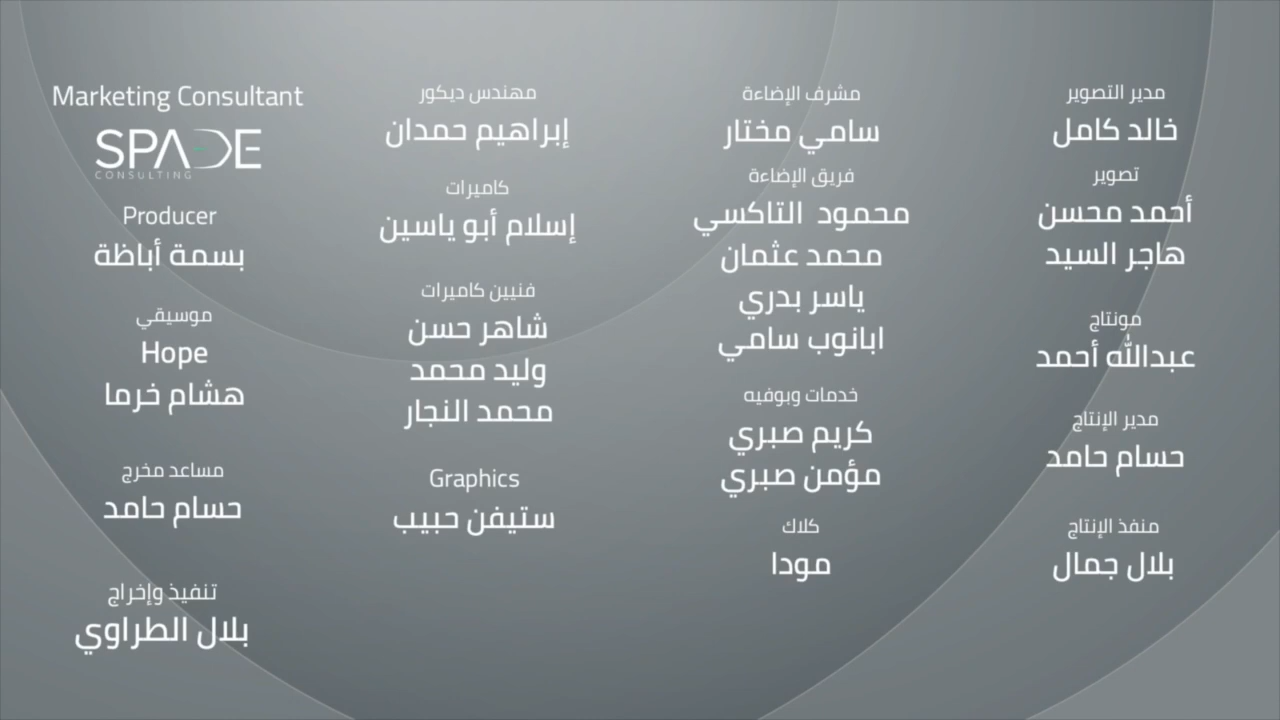 مدير التصوير
خالد كامل
تصوير
أحمد محسن
هاجر السيد
مونتاج
عبدالله أحمد
مدير الإنتاج
حسام حامد
منفذ الإنتاج
بلال جمال
مشرف الإضاءة
سامي مختار
فريق الإضاءة
محمود التاكسي
محمد عثمان
ياسر بدري
ابانوب سامي
خدمات وبوفيه
كريم صبري
مؤمن صبري
كلاك
مودا
مهندس ديكور
إبراهيم حمدان
كاميرات
إسلام أبو ياسين
فنيين كاميرات
شاهر حسن
وليد محمد
محمد النجار
Graphics
ستيفن حبيب
Marketing Consultant
SPADE
CONSULTING
Producer
بسمة أباظة
موسيقي
Hope
هشام خرما
مساعد مخرج
حسام حامد
تنفيذ وإخراج
بلال الطراوي